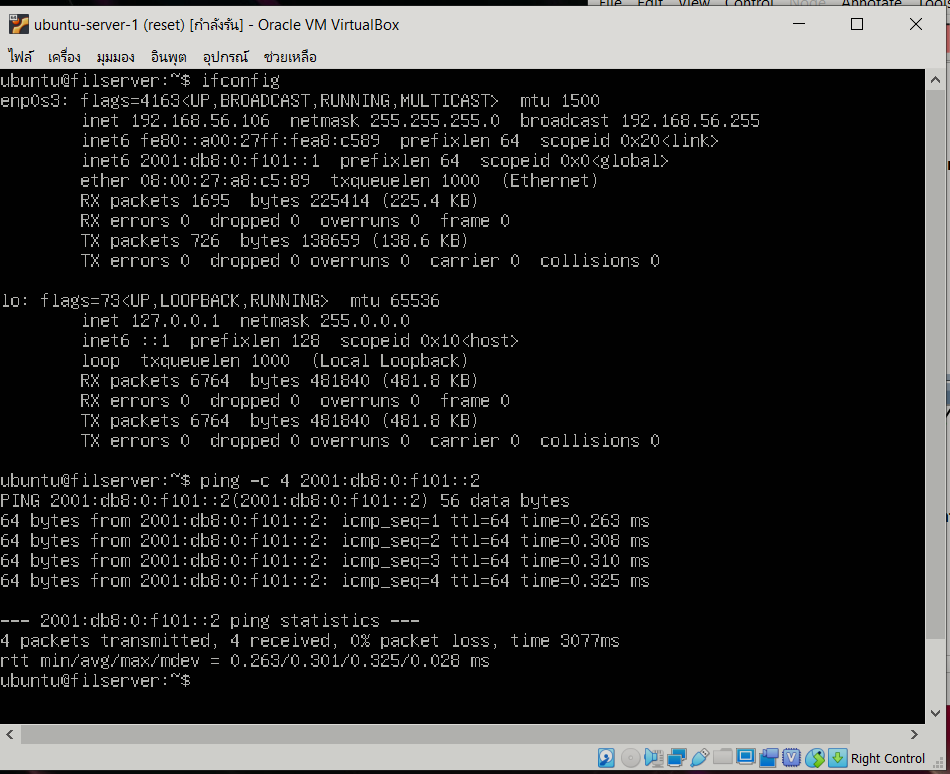 File Edit View Control Node Annotate Tools
ubuntu-server-1 (reset) [กำลังรัน] - Oracle VM VirtualBox
ไฟล์ เครื่อง มุมมอง อินพุต อุปกรณ์ ช่วยเหลือ
ubuntu@filserver:~$ ifconfig
enp0s3: flags=4163<UP,BROADCAST,RUNNING,MULTICAST>  mtu 1500
        inet 192.168.56.106  netmask 255.255.255.0  broadcast 192.168.56.255
        inet6 fe80::a00:27ff:fea8:c589  prefixlen 64  scopeid 0x20<link>
        inet6 2001:db8:0:f101::1  prefixlen 64  scopeid 0x0<global>
        ether 08:00:27:a8:c5:89  txqueuelen 1000  (Ethernet)
        RX packets 1695  bytes 225414 (225.4 KB)
        RX errors 0  dropped 0  overruns 0  frame 0
        TX packets 726  bytes 138659 (138.6 KB)
        TX errors 0  dropped 0 overruns 0  carrier 0  collisions 0
lo: flags=73<UP,LOOPBACK,RUNNING>  mtu 65536
        inet 127.0.0.1  netmask 255.0.0.0
        inet6 ::1  prefixlen 128  scopeid 0x10<host>
        loop  txqueuelen 1000  (Local Loopback)
        RX packets 6764  bytes 481840 (481.8 KB)
        RX errors 0  dropped 0  overruns 0  frame 0
        TX packets 6764  bytes 481840 (481.8 KB)
        TX errors 0  dropped 0 overruns 0  carrier 0  collisions 0
ubuntu@filserver:~$ ping -c 4 2001:db8:0:f101::2
PING 2001:db8:0:f101::2(2001:db8:0:f101::2) 56 data bytes
64 bytes from 2001:db8:0:f101::2: icmp_seq=1 ttl=64 time=0.263 ms
64 bytes from 2001:db8:0:f101::2: icmp_seq=2 ttl=64 time=0.308 ms
64 bytes from 2001:db8:0:f101::2: icmp_seq=3 ttl=64 time=0.310 ms
64 bytes from 2001:db8:0:f101::2: icmp_seq=4 ttl=64 time=0.325 ms
--- 2001:db8:0:f101::2 ping statistics ---
4 packets transmitted, 4 received, 0% packet loss, time 3077ms
rtt min/avg/max/mdev = 0.263/0.301/0.325/0.028 ms
ubuntu@filserver:~$
Right Control